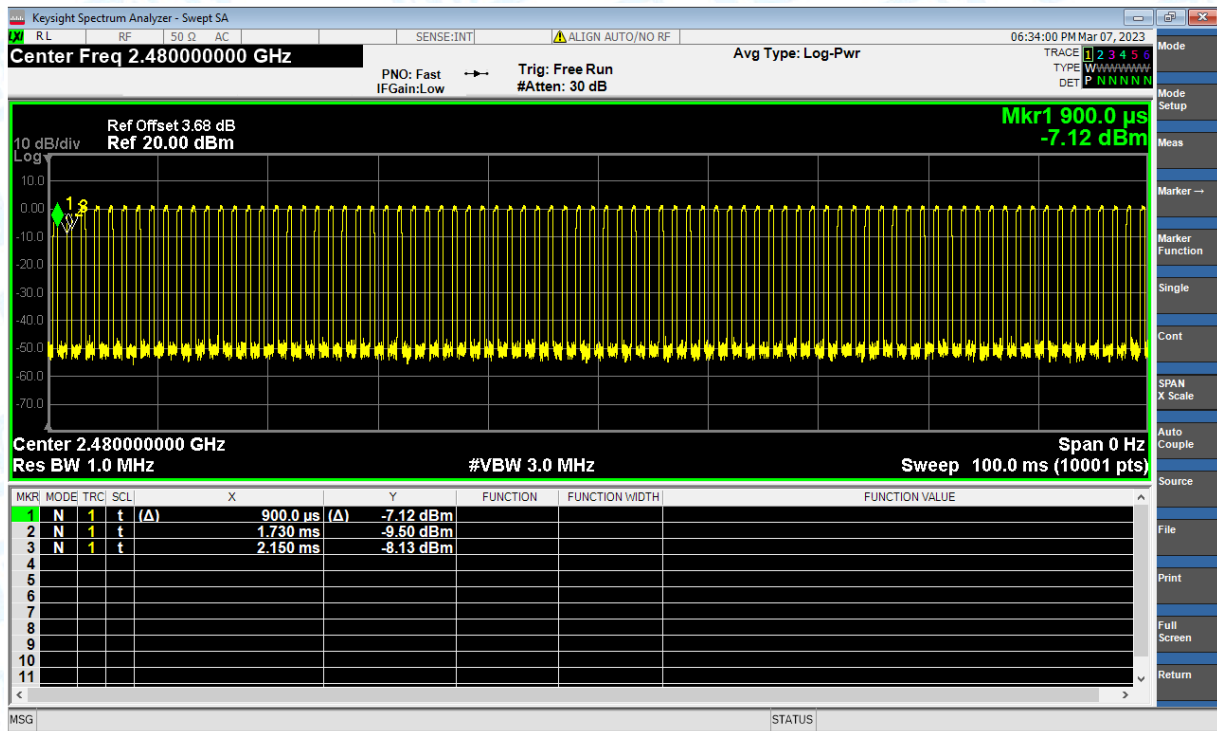 Keysight Spectrum Analyzer - Swept SA
LXI RL RF 50 Ω AC SENSE:INT ALIGN AUTO/NO RF 06:34:00 PM Mar 07, 2023
Center Freq 2.480000000 GHz Avg Type: Log-Pwr TRACE 1 2 3 4 5 6
PNO: Fast Trig: Free Run TYPE WWWWWW
IFGain:Low #Atten: 30 dB DET P N N N N N
Mkr1 900.0 µs
-7.12 dBm
Ref Offset 3.68 dB
10 dB/div Ref 20.00 dBm
Log
10.0
0.00
-10.0
-20.0
-30.0
-40.0
-50.0
-60.0
-70.0
1
Center 2.480000000 GHz Span 0 Hz
Res BW 1.0 MHz #VBW 3.0 MHz Sweep 100.0 ms (10001 pts)
MKR MODE TRC SCL X Y FUNCTION FUNCTION WIDTH FUNCTION VALUE
1 N 1 t (Δ) 900.0 µs (Δ) -7.12 dBm
2 N 1 t 1.730 ms -9.50 dBm
3 N 1 t 2.150 ms -8.13 dBm
4
5
6
7
8
9
10
11
MSG STATUS
Mode
Mode
Setup
Meas
Marker →
Marker
Function
Single
Cont
SPAN
X Scale
Auto
Couple
Source
File
Print
Full
Screen
Return